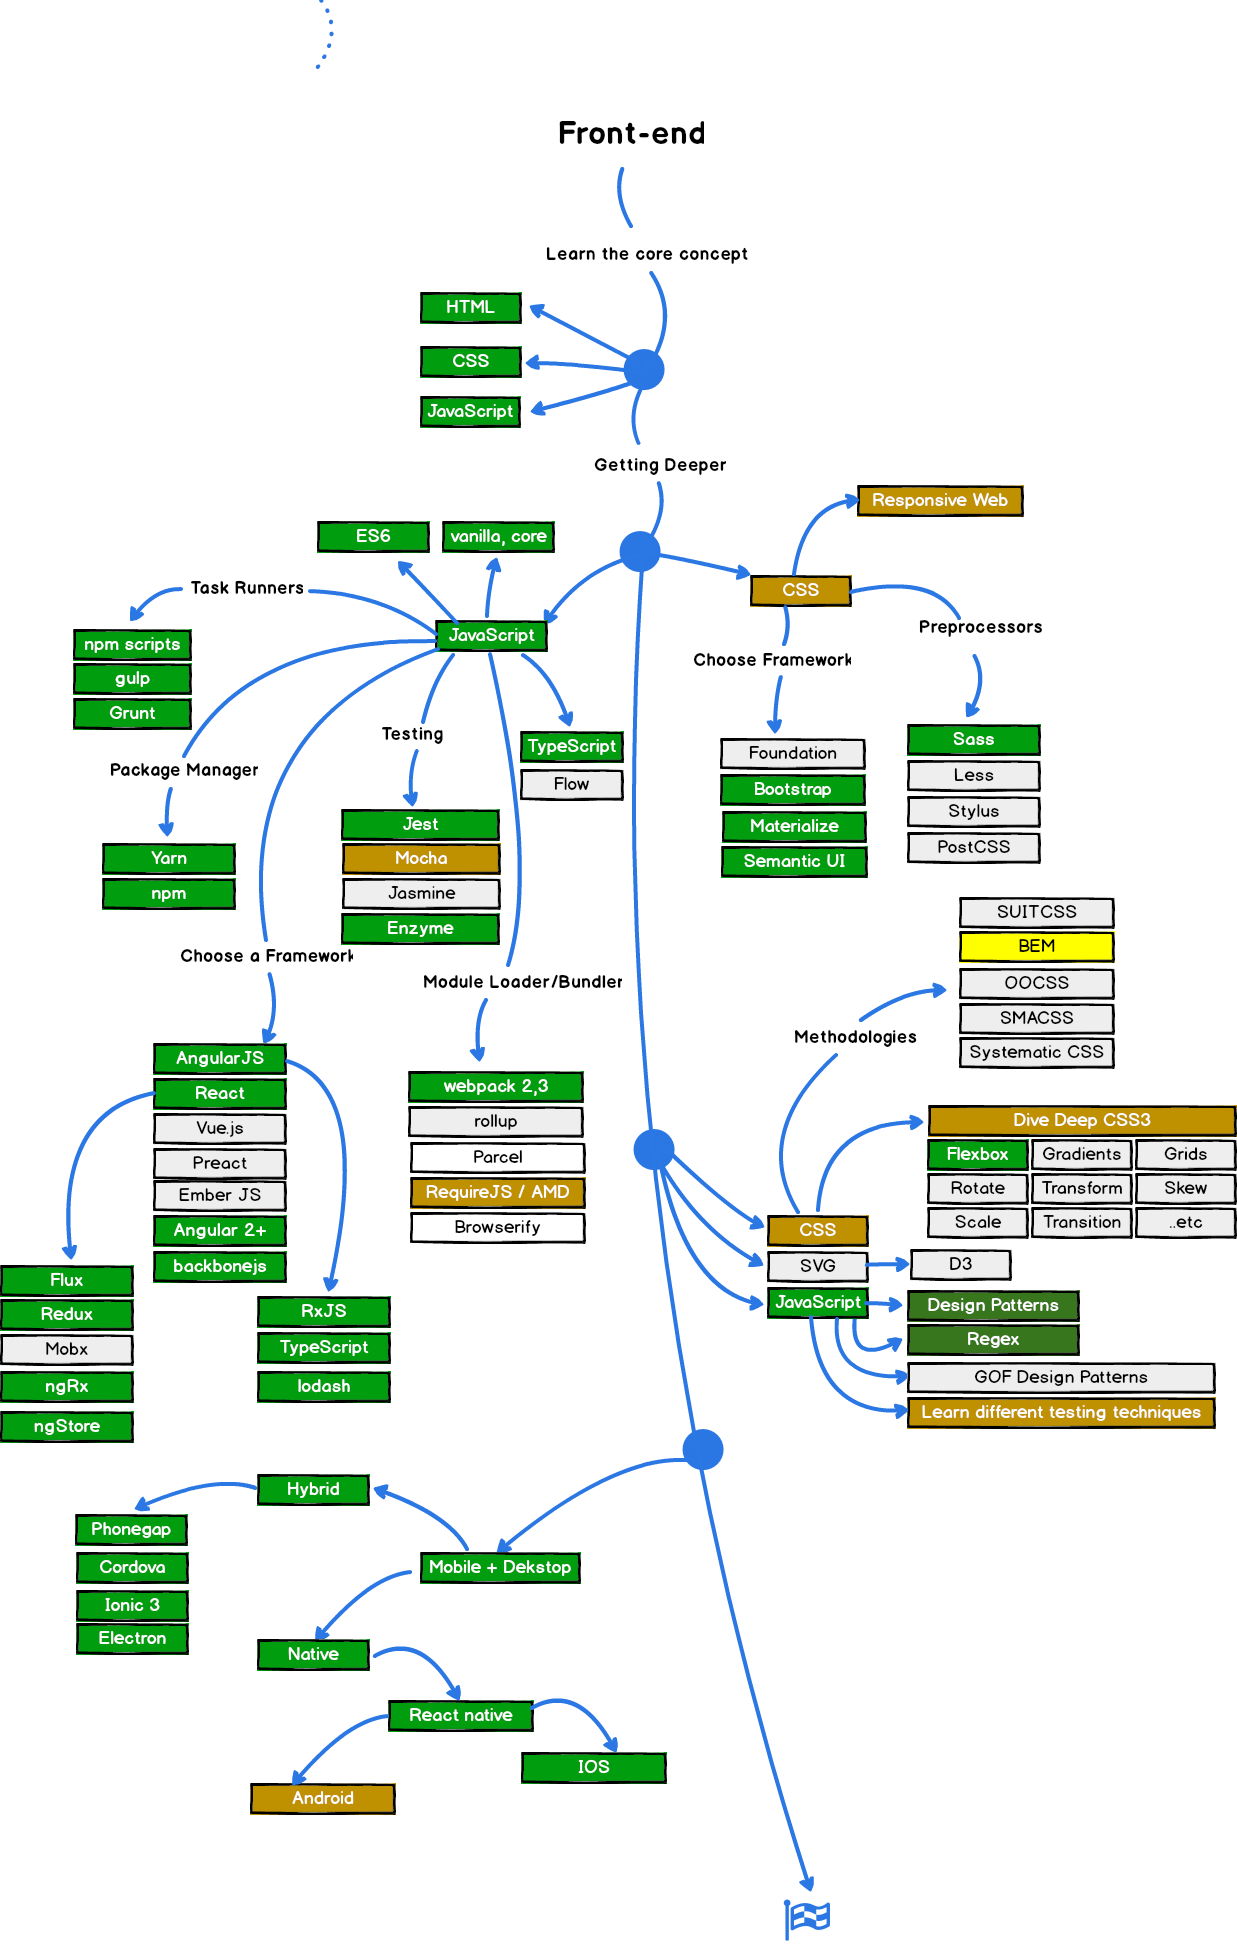 Front-end
Learn the core concept
HTML
CSS
JavaScript
Getting Deeper
Responsive Web
ES6
vanilla, core
CSS
Task Runners
JavaScript
Preprocessors
npm scripts
gulp
Grunt
Choose Framework
Testing
TypeScript
Flow
Foundation
Bootstrap
Materialize
Semantic UI
Sass
Less
Stylus
PostCSS
Package Manager
Yarn
npm
Jest
Mocha
Jasmine
Enzyme
SUITCSS
BEM
OOCSS
SMACSS
Systematic CSS
Choose a Framework
Module Loader/Bundler
Methodologies
AngularJS
React
Vue.js
Preact
Ember JS
Angular 2+
backbonejs
webpack 2,3
rollup
Parcel
RequireJS / AMD
Browserify
Dive Deep CSS3
Flexbox
Gradients
Grids
Rotate
Transform
Skew
Scale
Transition
..etc
CSS
SVG
JavaScript
D3
Design Patterns
Regex
GOF Design Patterns
Learn different testing techniques
Flux
Redux
Mobx
ngRx
ngStore
RxJS
TypeScript
lodash
Hybrid
Phonegap
Cordova
Ionic 3
Electron
Mobile + Dekstop
Native
React native
IOS
Android